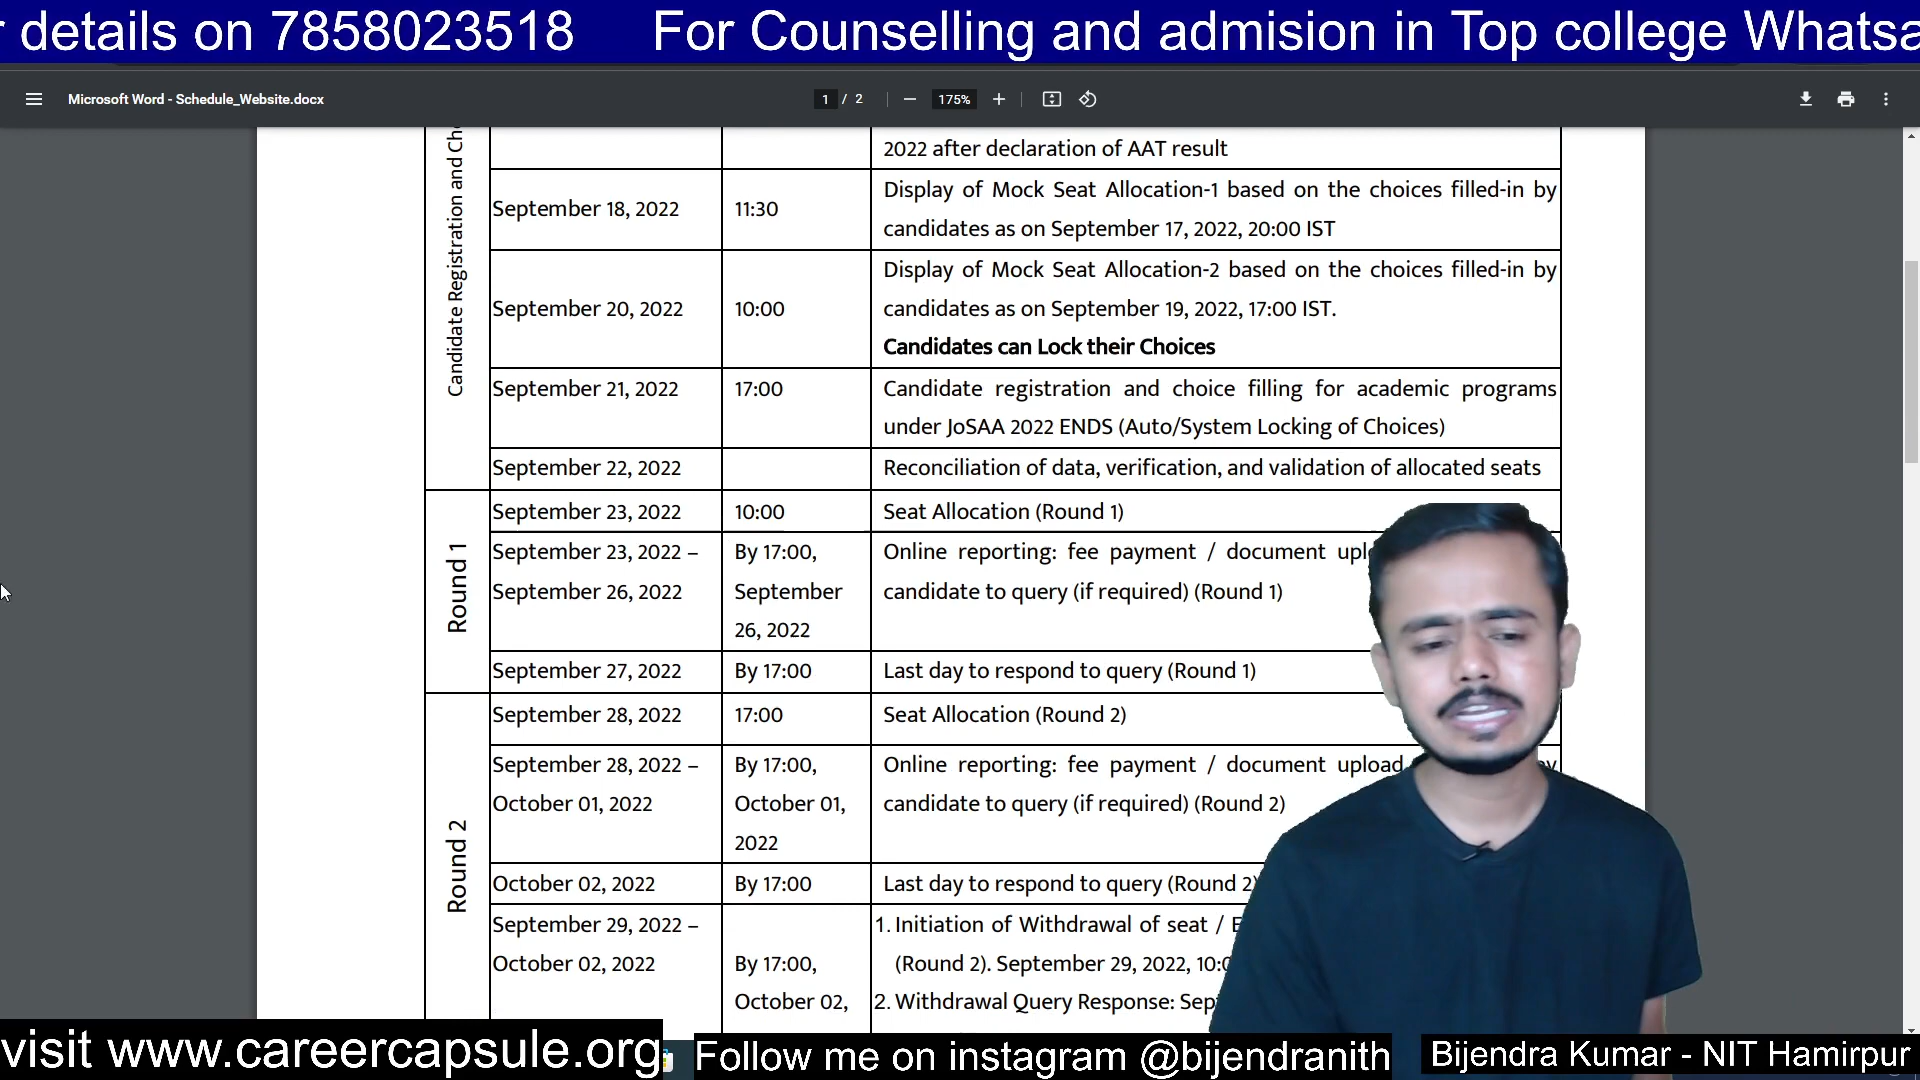 details on 7858023518 For Counselling and admision in Top college
Microsoft Word - Schedule_Website.docx 1 / 2 175%
Candidate Registration and
2022 after declaration of AAT result
September 18, 2022 11:30 Display of Mock Seat Allocation-1 based on the choices filled-in by
candidates as on September 17, 2022, 20:00 IST
September 20, 2022 10:00 Display of Mock Seat Allocation-2 based on the choices filled-in by
candidates as on September 19, 2022, 17:00 IST.
Candidates can Lock their Choices
September 21, 2022 17:00 Candidate registration and choice filling for academic programs
under JoSAA 2022 ENDS (Auto/System Locking of Choices)
September 22, 2022 Reconciliation of data, verification, and validation of allocated seats
Round 1
September 23, 2022 10:00 Seat Allocation (Round 1)
September 23, 2022 – By 17:00, Online reporting: fee payment / document
September 26, 2022 September candidate to query (if required) (Round 1)
26, 2022
September 27, 2022 By 17:00 Last day to respond to query (Round 1)
Round 2
September 28, 2022 17:00 Seat Allocation (Round 2)
September 28, 2022 – By 17:00, Online reporting: fee payment / document upload
October 01, 2022 October 01, candidate to query (if required) (Round 2)
2022
October 02, 2022 By 17:00 Last day to respond to query (Round 2)
September 29, 2022 – 1. Initiation of Withdrawal of seat /
October 02, 2022 By 17:00, (Round 2). September 29, 2022,
October 02, 2. Withdrawal Query Response:
visit www.careercapsule.org
Follow me on instagram @bijendranith
Bijendra Kumar - NIT Hamirpur